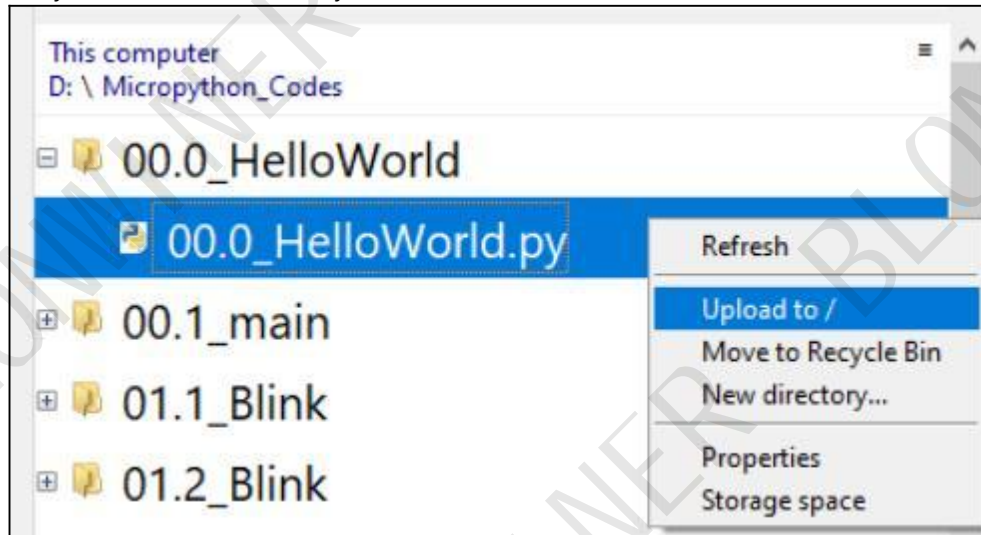 This computer
D: \ Micropython_Codes
00.0_HelloWorld
00.0_HelloWorld.py
00.1_main
01.1_Blink
01.2_Blink
Refresh
Upload to /
Move to Recycle Bin
New directory...
Properties
Storage space